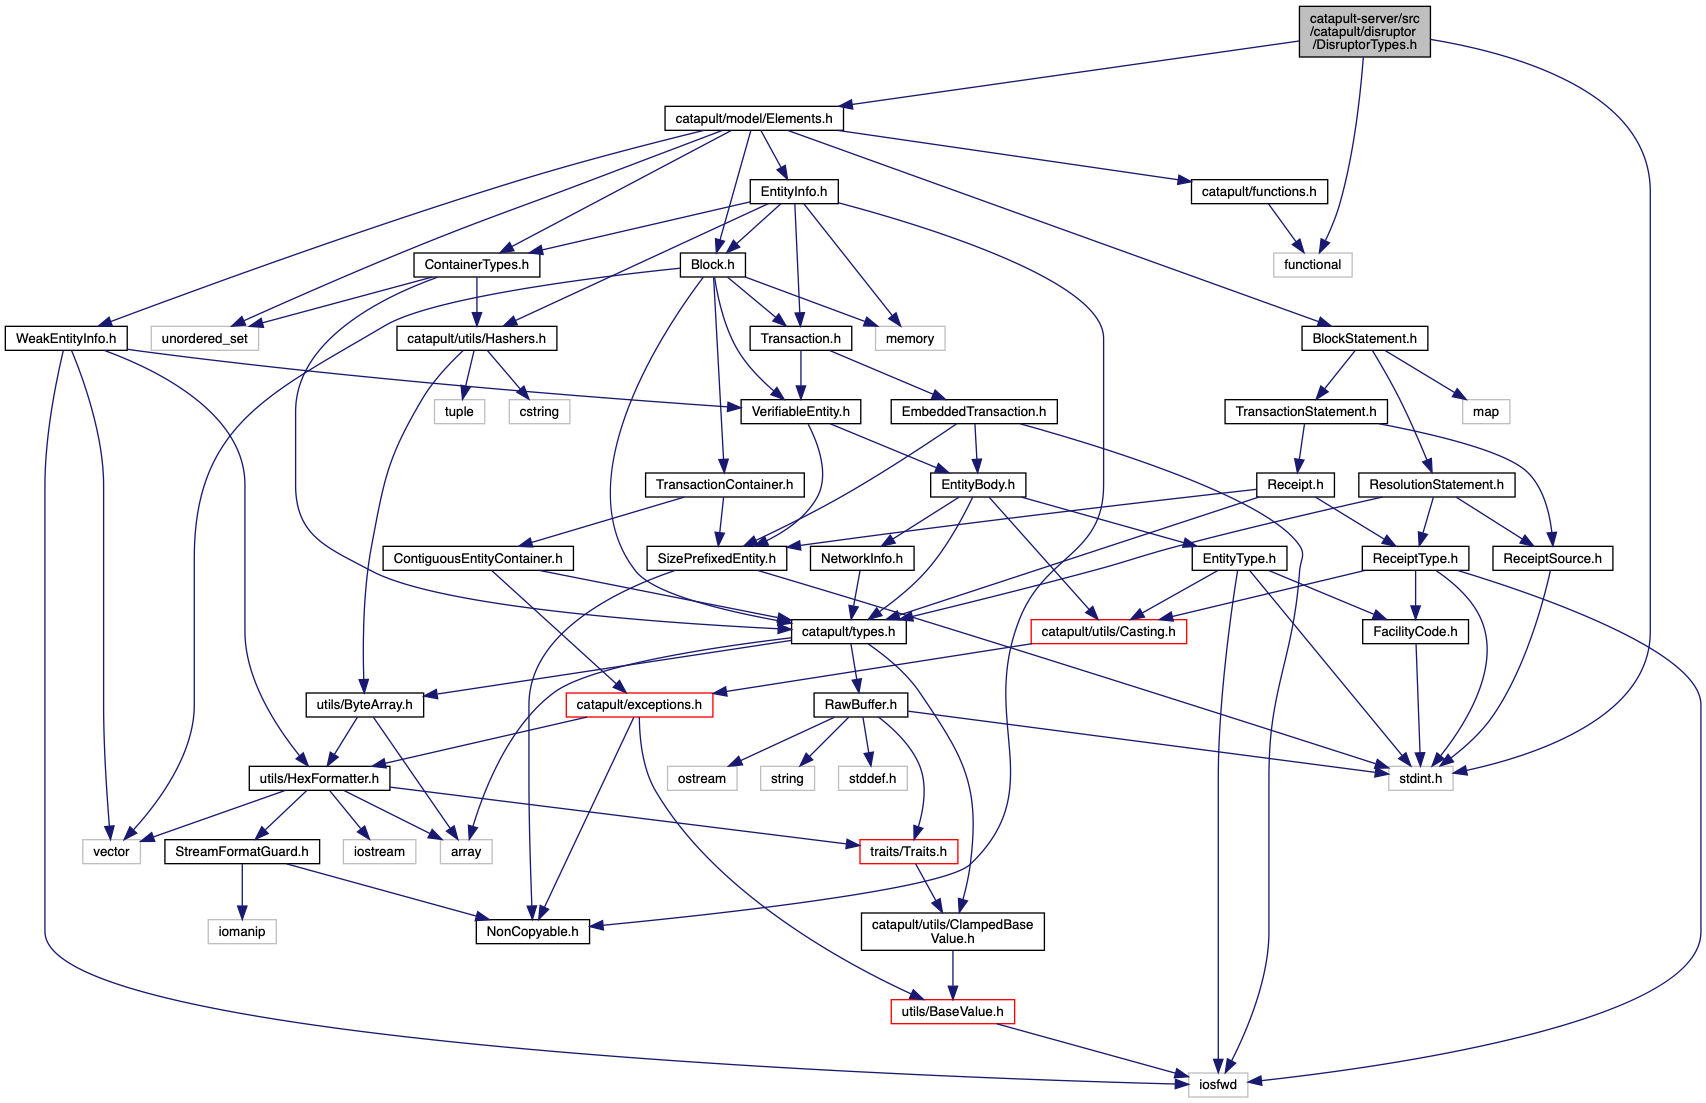 catapult-server/src
/catapult/disruptor
/DisruptorTypes.h
catapult/model/Elements.h
EntityInfo.h
catapult/functions.h
ContainerTypes.h
Block.h
functional
WeakEntityInfo.h
unordered_set
catapult/utils/Hashers.h
Transaction.h
memory
BlockStatement.h
tuple
cstring
VerifiableEntity.h
EmbeddedTransaction.h
TransactionStatement.h
map
TransactionContainer.h
EntityBody.h
Receipt.h
ResolutionStatement.h
ContiguousEntityContainer.h
SizePrefixedEntity.h
NetworkInfo.h
EntityType.h
ReceiptType.h
ReceiptSource.h
catapult/types.h
catapult/utils/Casting.h
FacilityCode.h
utils/ByteArray.h
catapult/exceptions.h
RawBuffer.h
utils/HexFormatter.h
ostream
string
stddef.h
stdint.h
vector
StreamFormatGuard.h
iostream
array
traits/Traits.h
iomanip
NonCopyable.h
catapult/utils/ClampedBase
Value.h
utils/BaseValue.h
iosfwd